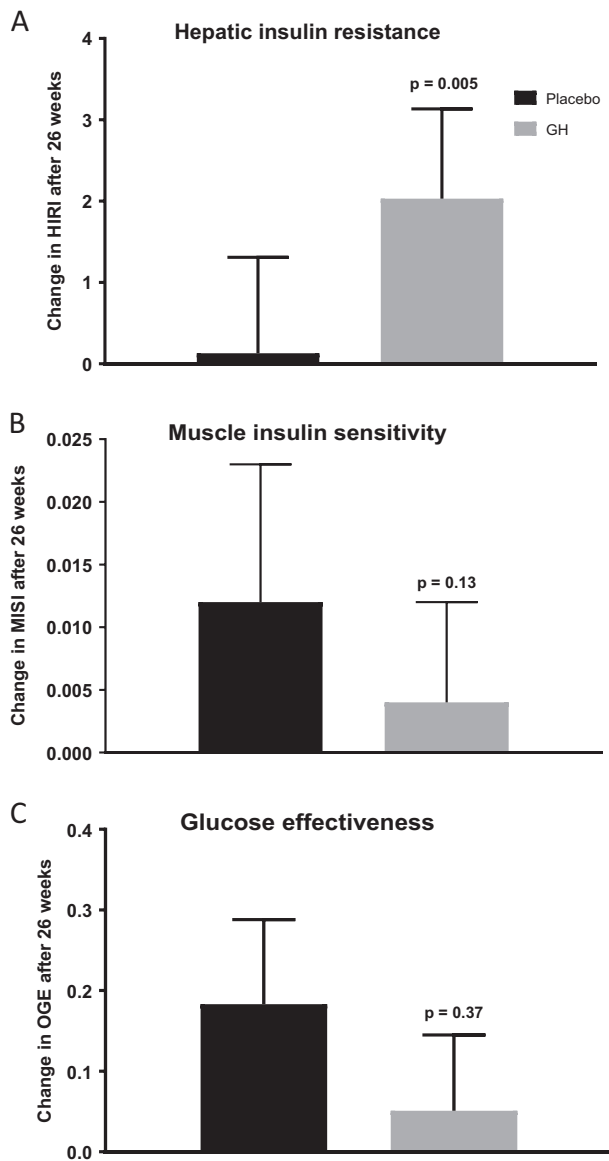 A
Hepatic insulin resistance
Change in HIRI after 26 weeks
4
3
2
1
0
p = 0.005
Placebo
GH
B
Muscle insulin sensitivity
Change in MISI after 26 weeks
0.025
0.020
0.015
0.010
0.005
0.000
p = 0.13
C
Glucose effectiveness
Change in OGE after 26 weeks
0.4
0.3
0.2
0.1
0.0
p = 0.37